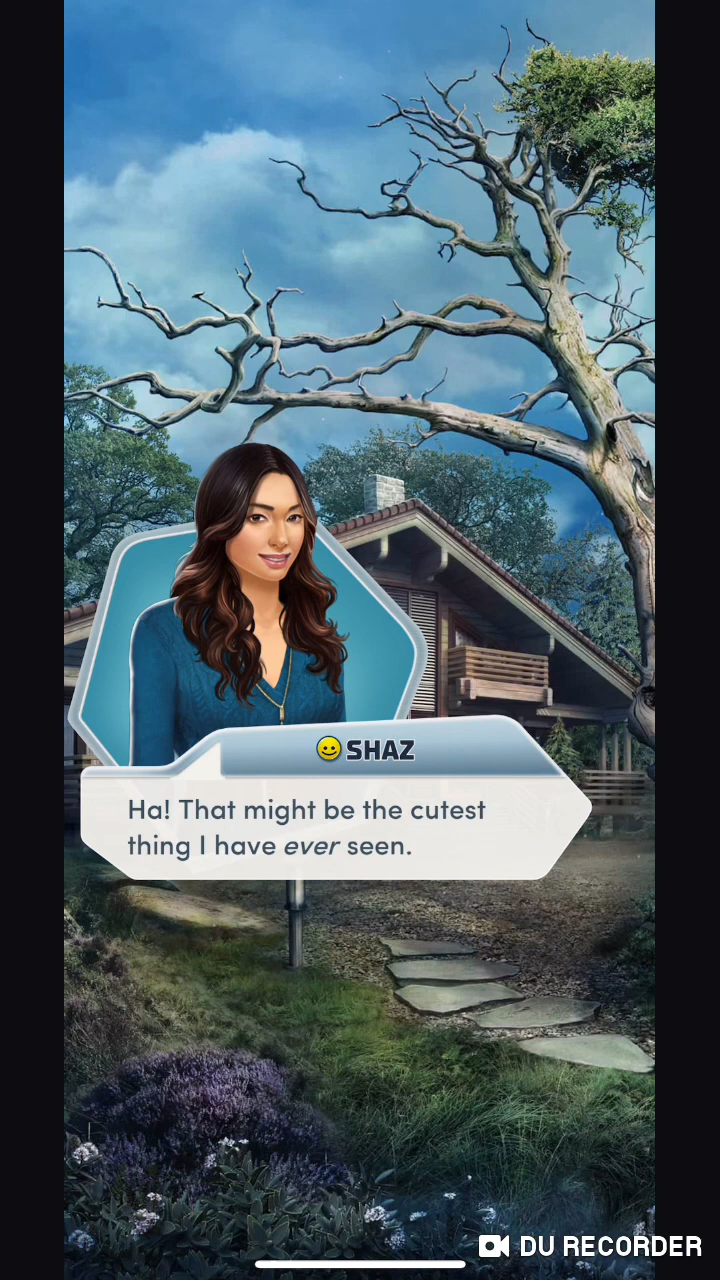 SHAZ
Ha! That might be the cutest
thing I have ever seen.
DU RECORDER